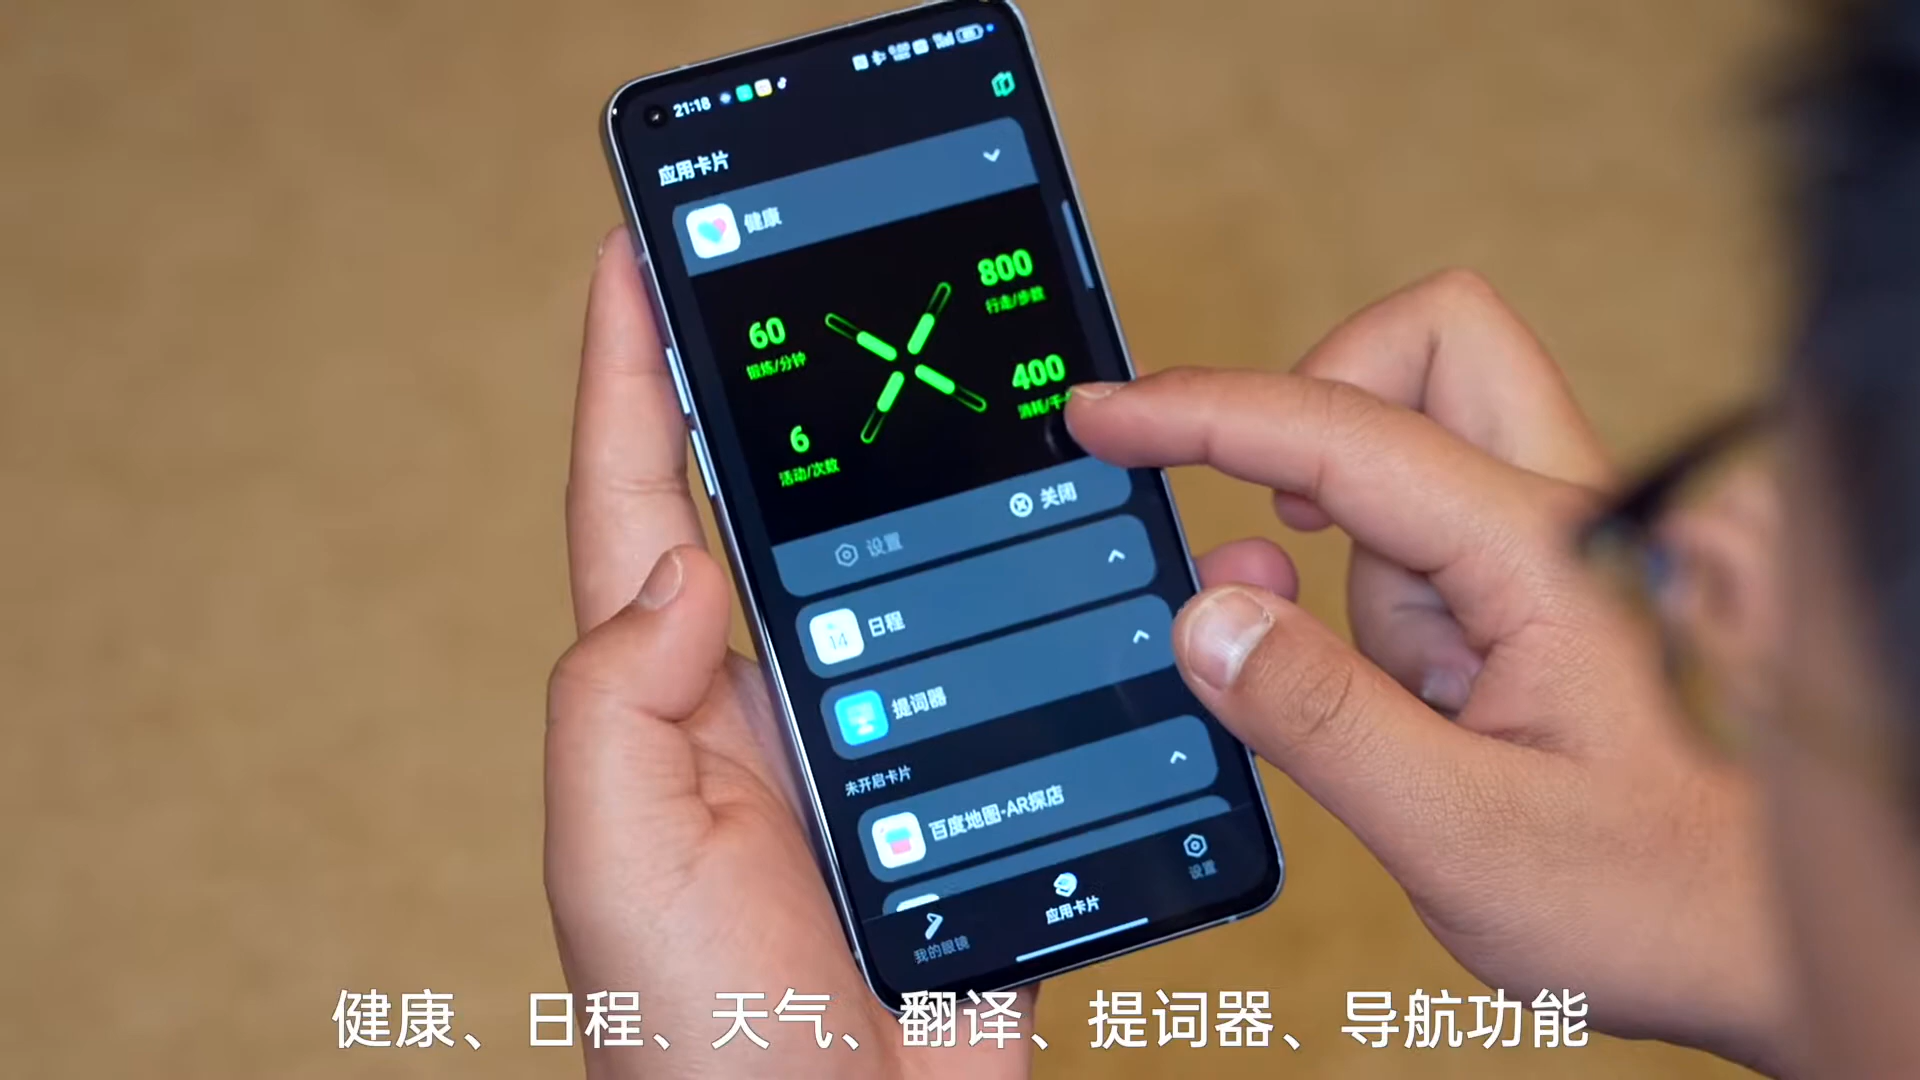 21:18
应用卡片
健康
800
行走/步数
60
锻炼/分钟
400
消耗/千
6
活动/次数
关闭
设置
日程
14
提词器
未开启卡片
百度地图-AR探店
设置
应用卡片
我的眼镜
健康、日程、天气、翻译、提词器、导航功能